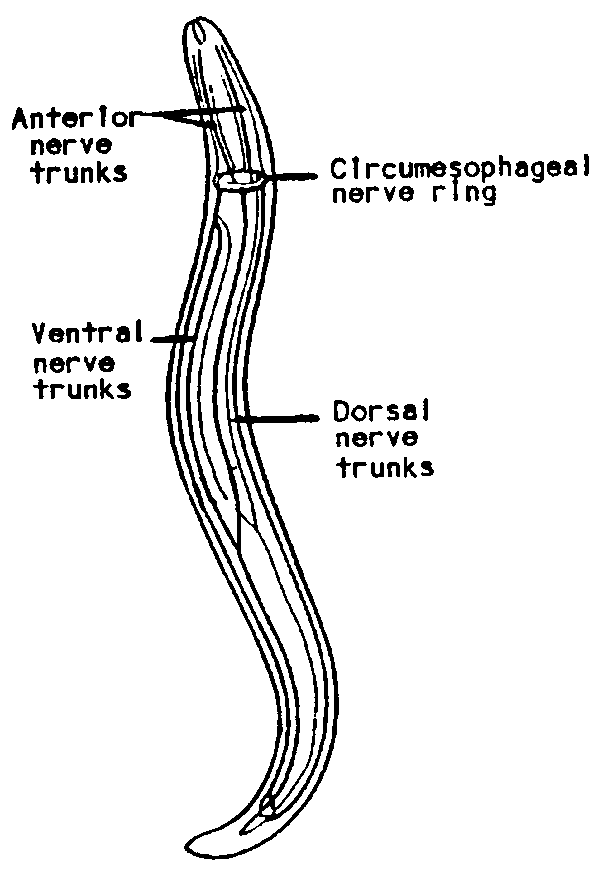 Anterior
nerve
trunks
Circumesophageal
nerve ring
Ventral
nerve
trunks
Dorsal
nerve
trunks